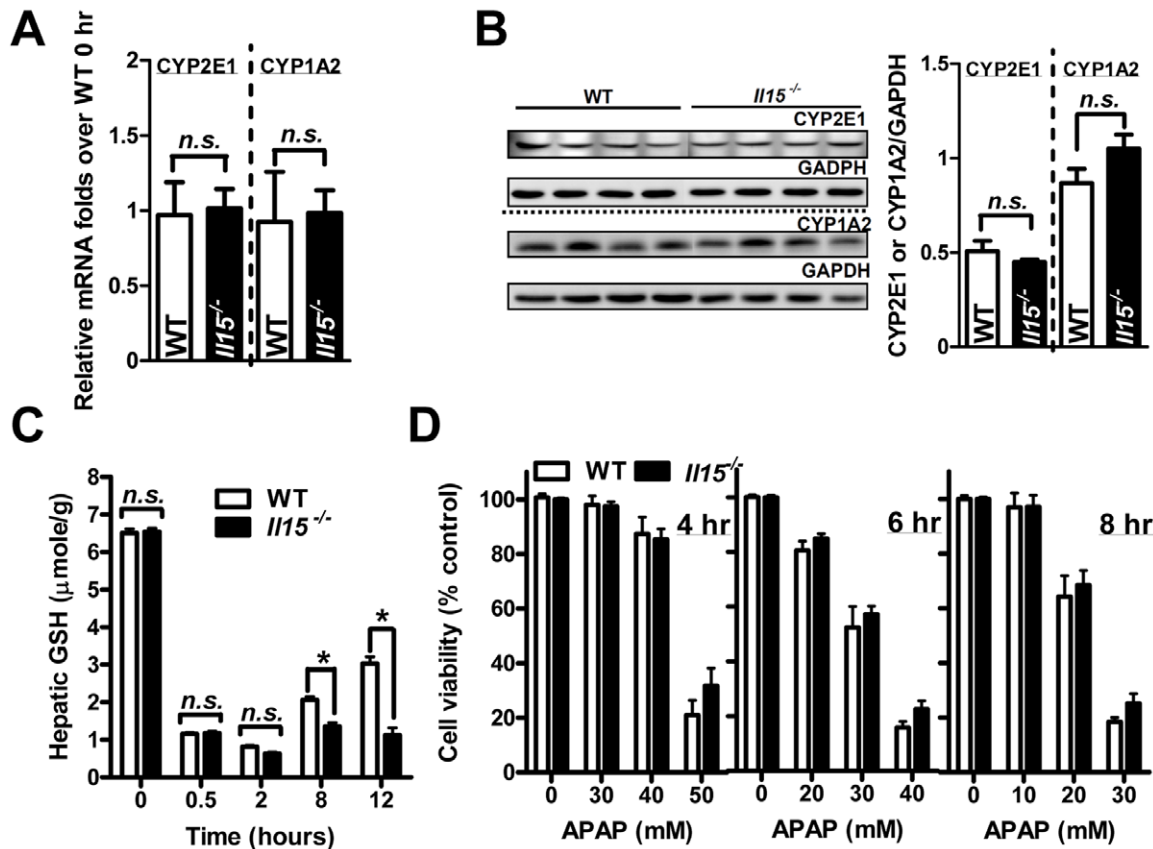 A
Relative mRNA folds over WT 0 hr
2
1.5
1
0.5
0
CYP2E1
CYP1A2
n.s.
n.s.
WT
Il15-/-
WT
Il15-/-
B
WT
Il15-/-
CYP2E1
GADPH
CYP1A2
GAPDH
CYP2E1 or CYP1A2/GAPDH
1.5
1
0.5
0
CYP2E1
CYP1A2
n.s.
n.s.
WT
Il15-/-
WT
Il15-/-
C
Hepatic GSH (μmole/g)
8
7
6
5
4
3
2
1
0
WT
Il15-/-
n.s.
n.s.
n.s.
*
*
0 0.5 2 8 12
Time (hours)
D
Cell viability (% control)
100
80
60
40
20
0
WT Il15-/-
4 hr
6 hr
8 hr
0 30 40 50
0 20 30 40
0 10 20 30
APAP (mM)
APAP (mM)
APAP (mM)